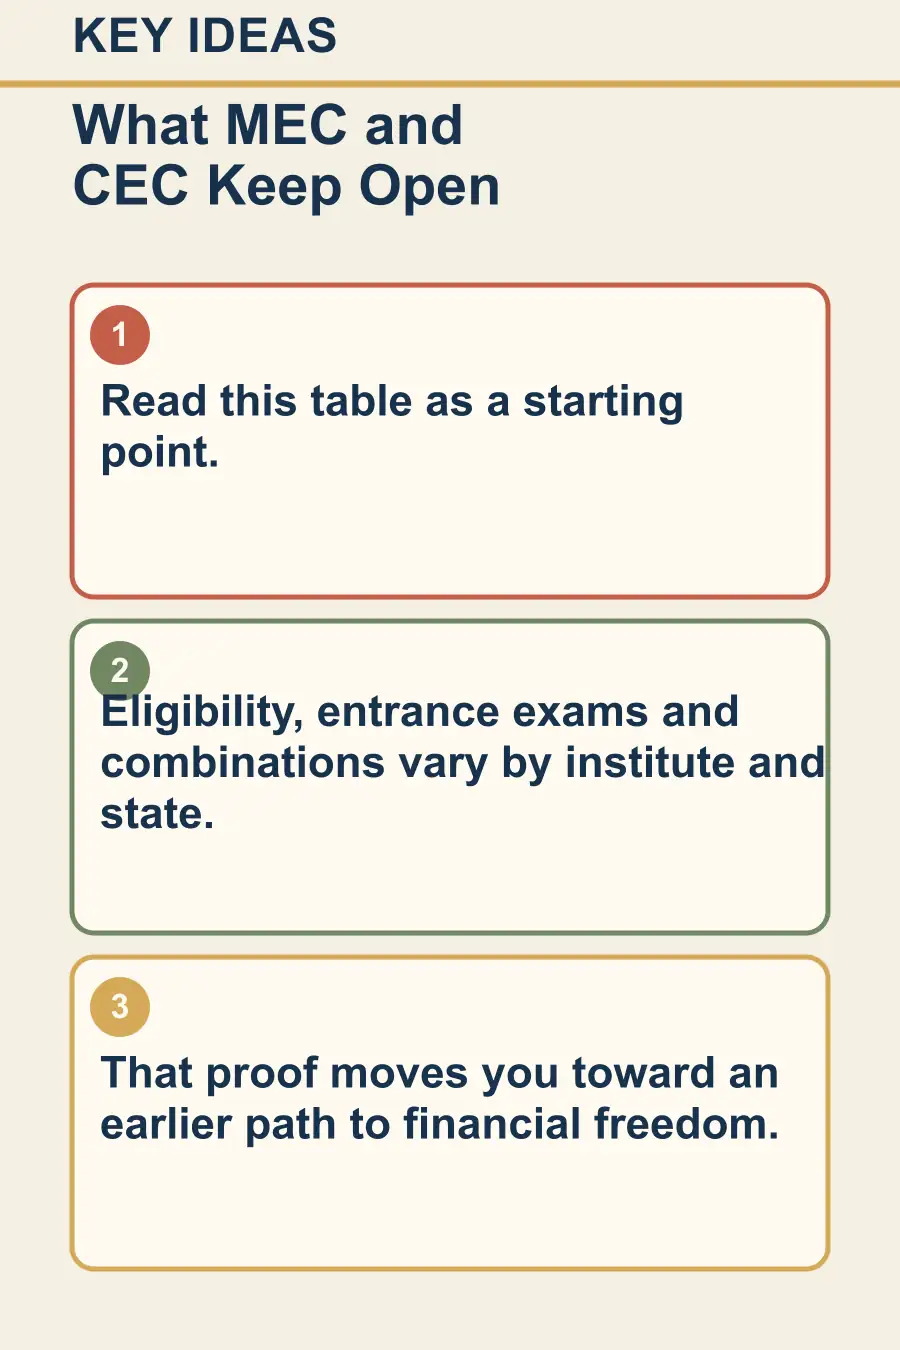 KEY IDEAS
What MEC and
CEC Keep Open
1
Read this table as a starting
point.
2
Eligibility, entrance exams and
combinations vary by institute and
state.
3
That proof moves you toward an
earlier path to financial freedom.